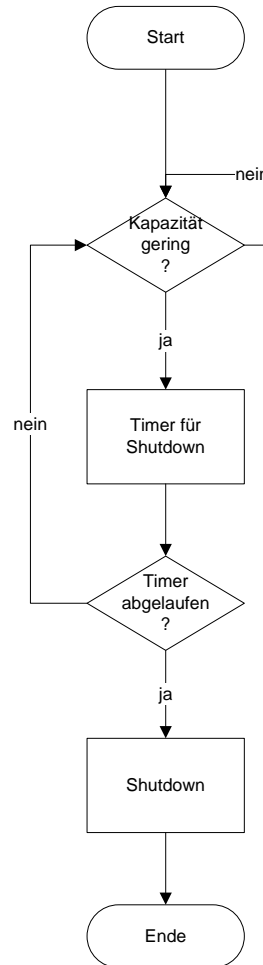 Start
nein
Kapazität
gering
?
ja
Timer für
Shutdown
nein
Timer
abgelaufen
?
ja
Shutdown
Ende